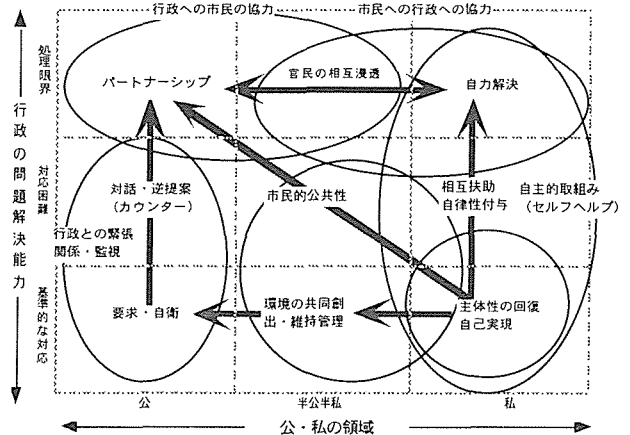 行政への市民の協力
市民への行政への協力
処理限界
パートナーシップ
官民の相互浸透
自力解決
行政の問題解決能力
対応困難
対話・逆提案
(カウンター)
市民的公共性
相互扶助
自律性付与
自主的取組み
(セルフヘルプ)
行政との緊張
関係・監視
基準的な対応
要求・自衛
環境の共同創
出・維持管理
主体性の回復
自己実現
公
半公半私
私
公・私の領域